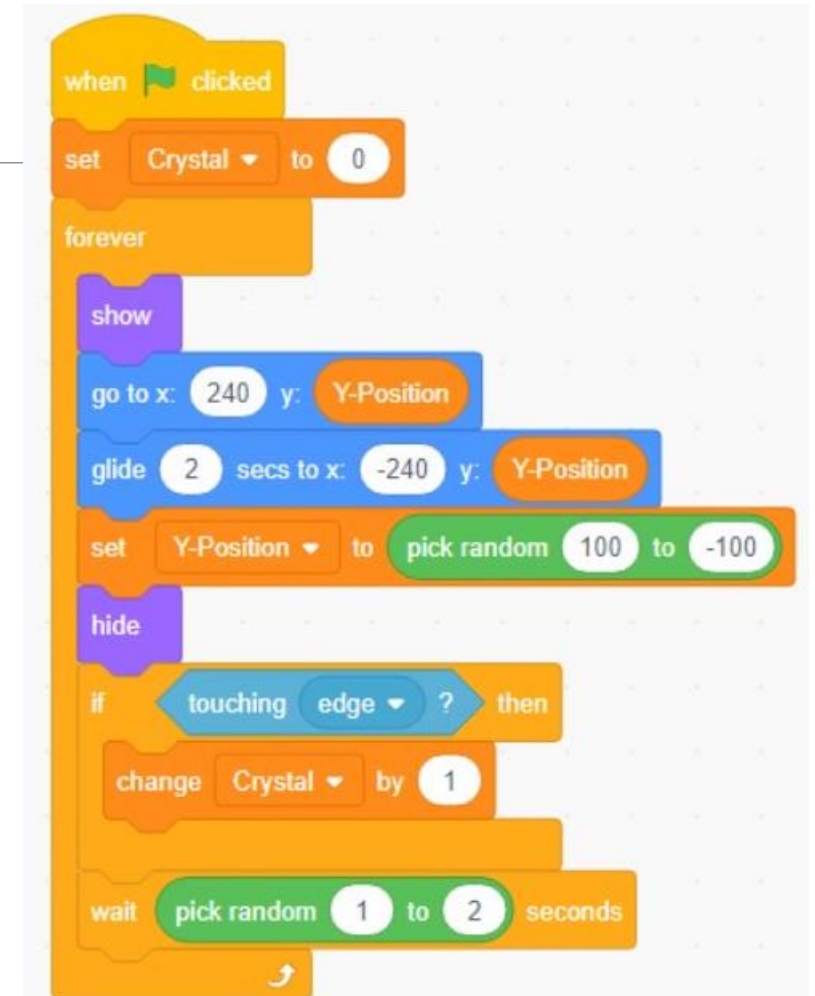 when clicked
set Crystal to 0
forever
show
go to x: 240 y: Y-Position
glide 2 secs to x: -240 y: Y-Position
set Y-Position to pick random 100 to -100
hide
if touching edge ? then
change Crystal by 1
wait pick random 1 to 2 seconds